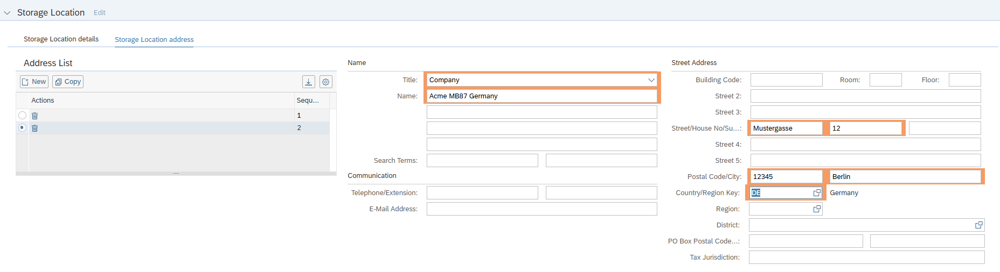 Storage Location Edit
Storage Location details Storage Location address
Address List
New Copy
Actions Sequ...
1
2
Name
Title: Company
Name: Acme MB87 Germany
Search Terms:
Communication
Telephone/Extension:
E-Mail Address:
Street Address
Building Code: Room: Floor:
Street 2:
Street 3:
Street/House No/Su...: Mustergasse 12
Street 4:
Street 5:
Postal Code/City: 12345 Berlin
Country/Region Key: DE Germany
Region:
District:
PO Box Postal Code...:
Tax Jurisdiction: